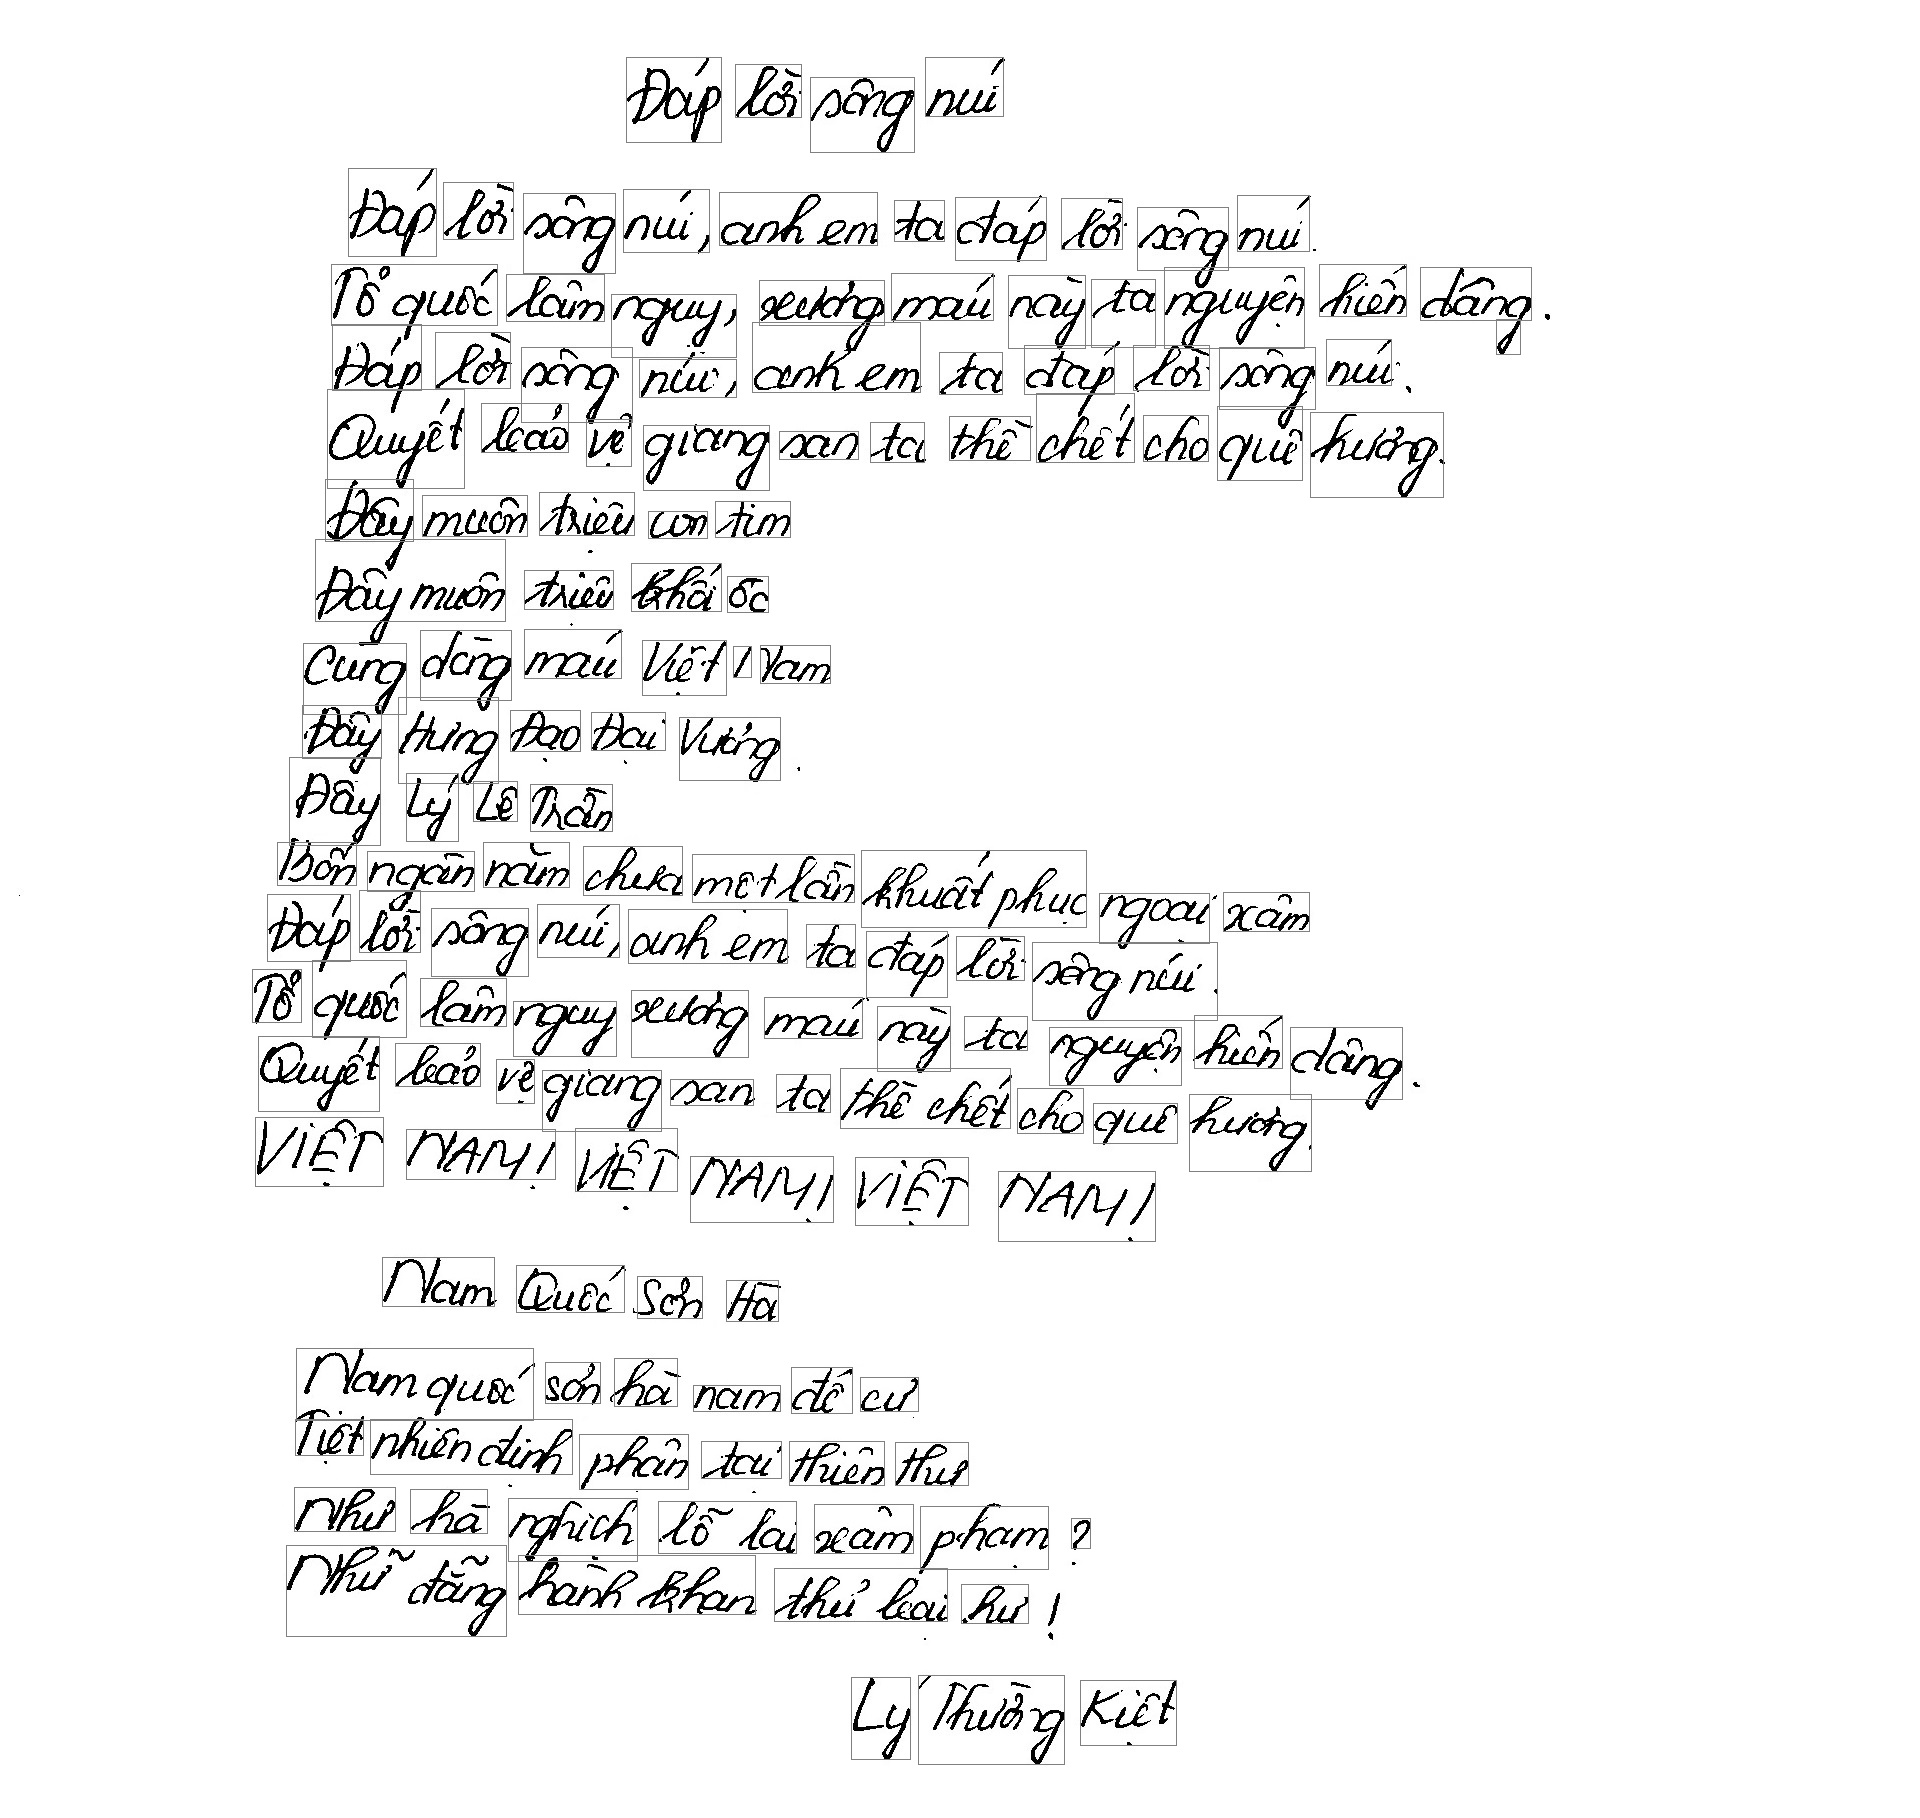 Đáp lời sông núi
Đáp lời sông núi, anh em ta đáp lời sông núi.
Tổ quốc lâm nguy, xương máu này ta nguyện hiến dâng.
Đáp lời sông núi, anh em ta đáp lời sông núi.
Quyết bảo vệ giang san ta thề chết cho quê hương.
Đây muôn triệu con tim
Đây muôn triệu khối óc
Cùng dòng máu Việt Nam
Đây Hưng Đạo Đại Vương.
Đây Lý Lê Trần
Bốn ngàn năm chưa một lần khuất phục ngoại xâm
Đáp lời sông núi, anh em ta đáp lời sông núi.
Tổ quốc lâm nguy xương máu này ta nguyện hiến dâng.
Quyết bảo vệ giang san ta thề chết cho quê hương.
VIỆT NAM! VIỆT NAM! VIỆT NAM!
Nam Quốc Sơn Hà
Nam quốc sơn hà nam đế cư
Tiệt nhiên định phân tại thiên thư
Như hà nghịch lỗ lai xâm phạm ?
Nhữ đẳng hành khan thủ bại hư !
Lý Thường Kiệt